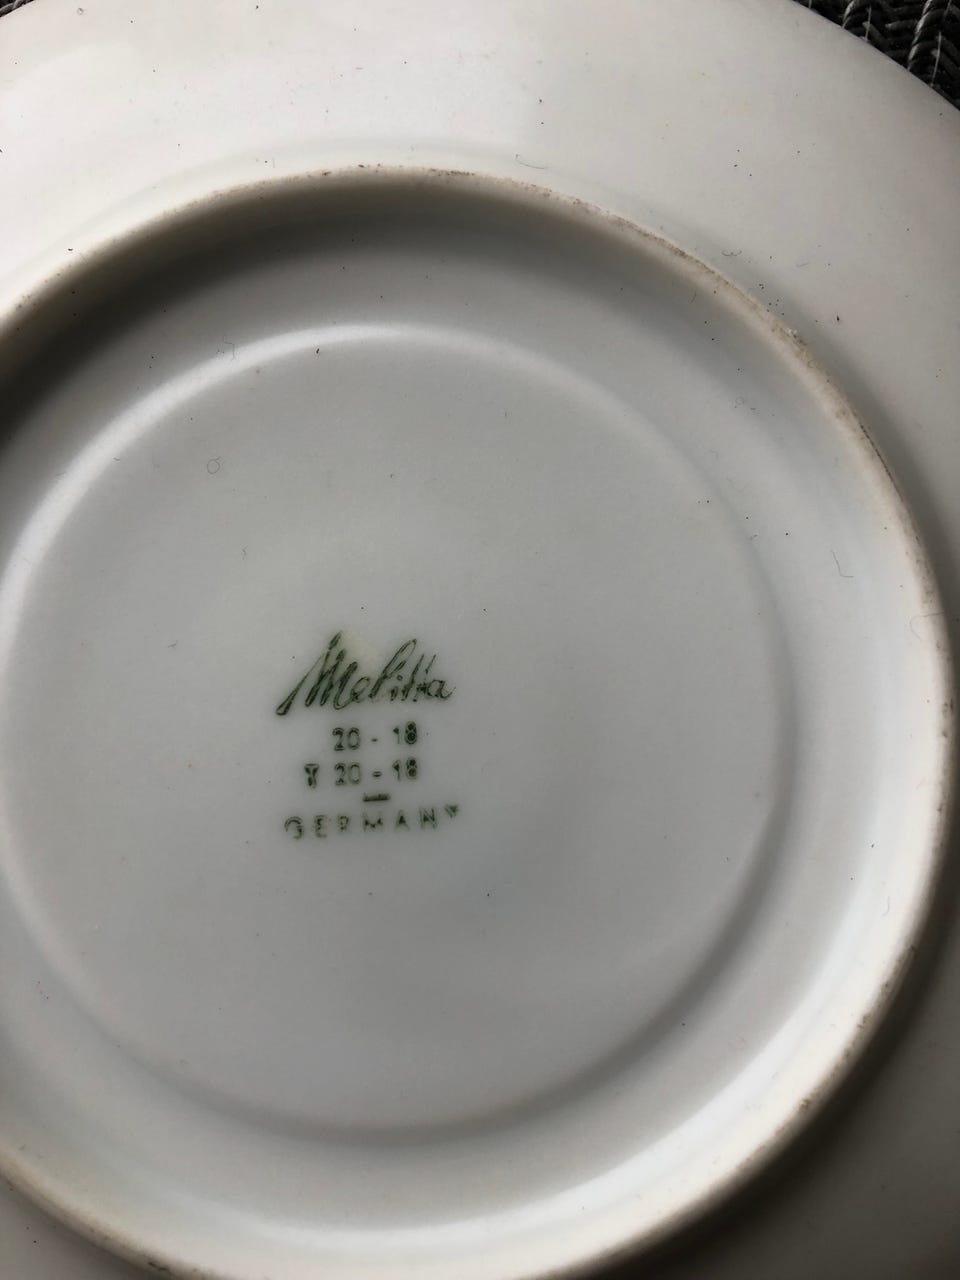 Melitta
20 - 18
T 20 - 18
GERMANY